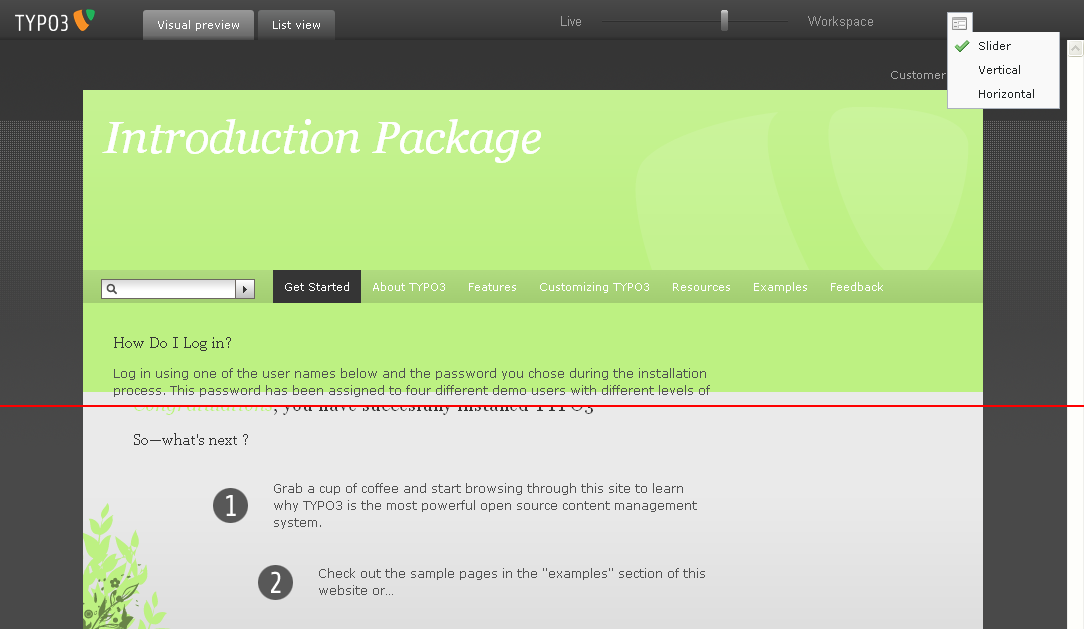 TYPO3
Visual preview
List view
Live
Workspace
Slider
Vertical
Horizontal
Customer
Introduction Package
Get Started
About TYPO3
Features
Customizing TYPO3
Resources
Examples
Feedback
How Do I Log in?
Log in using one of the user names below and the password you chose during the installation
process. This password has been assigned to four different demo users with different levels of
Congratulations, you have succesfully installed TYPO3
So—what's next ?
1
Grab a cup of coffee and start browsing through this site to learn
why TYPO3 is the most powerful open source content management
system.
2
Check out the sample pages in the "examples" section of this
website or...